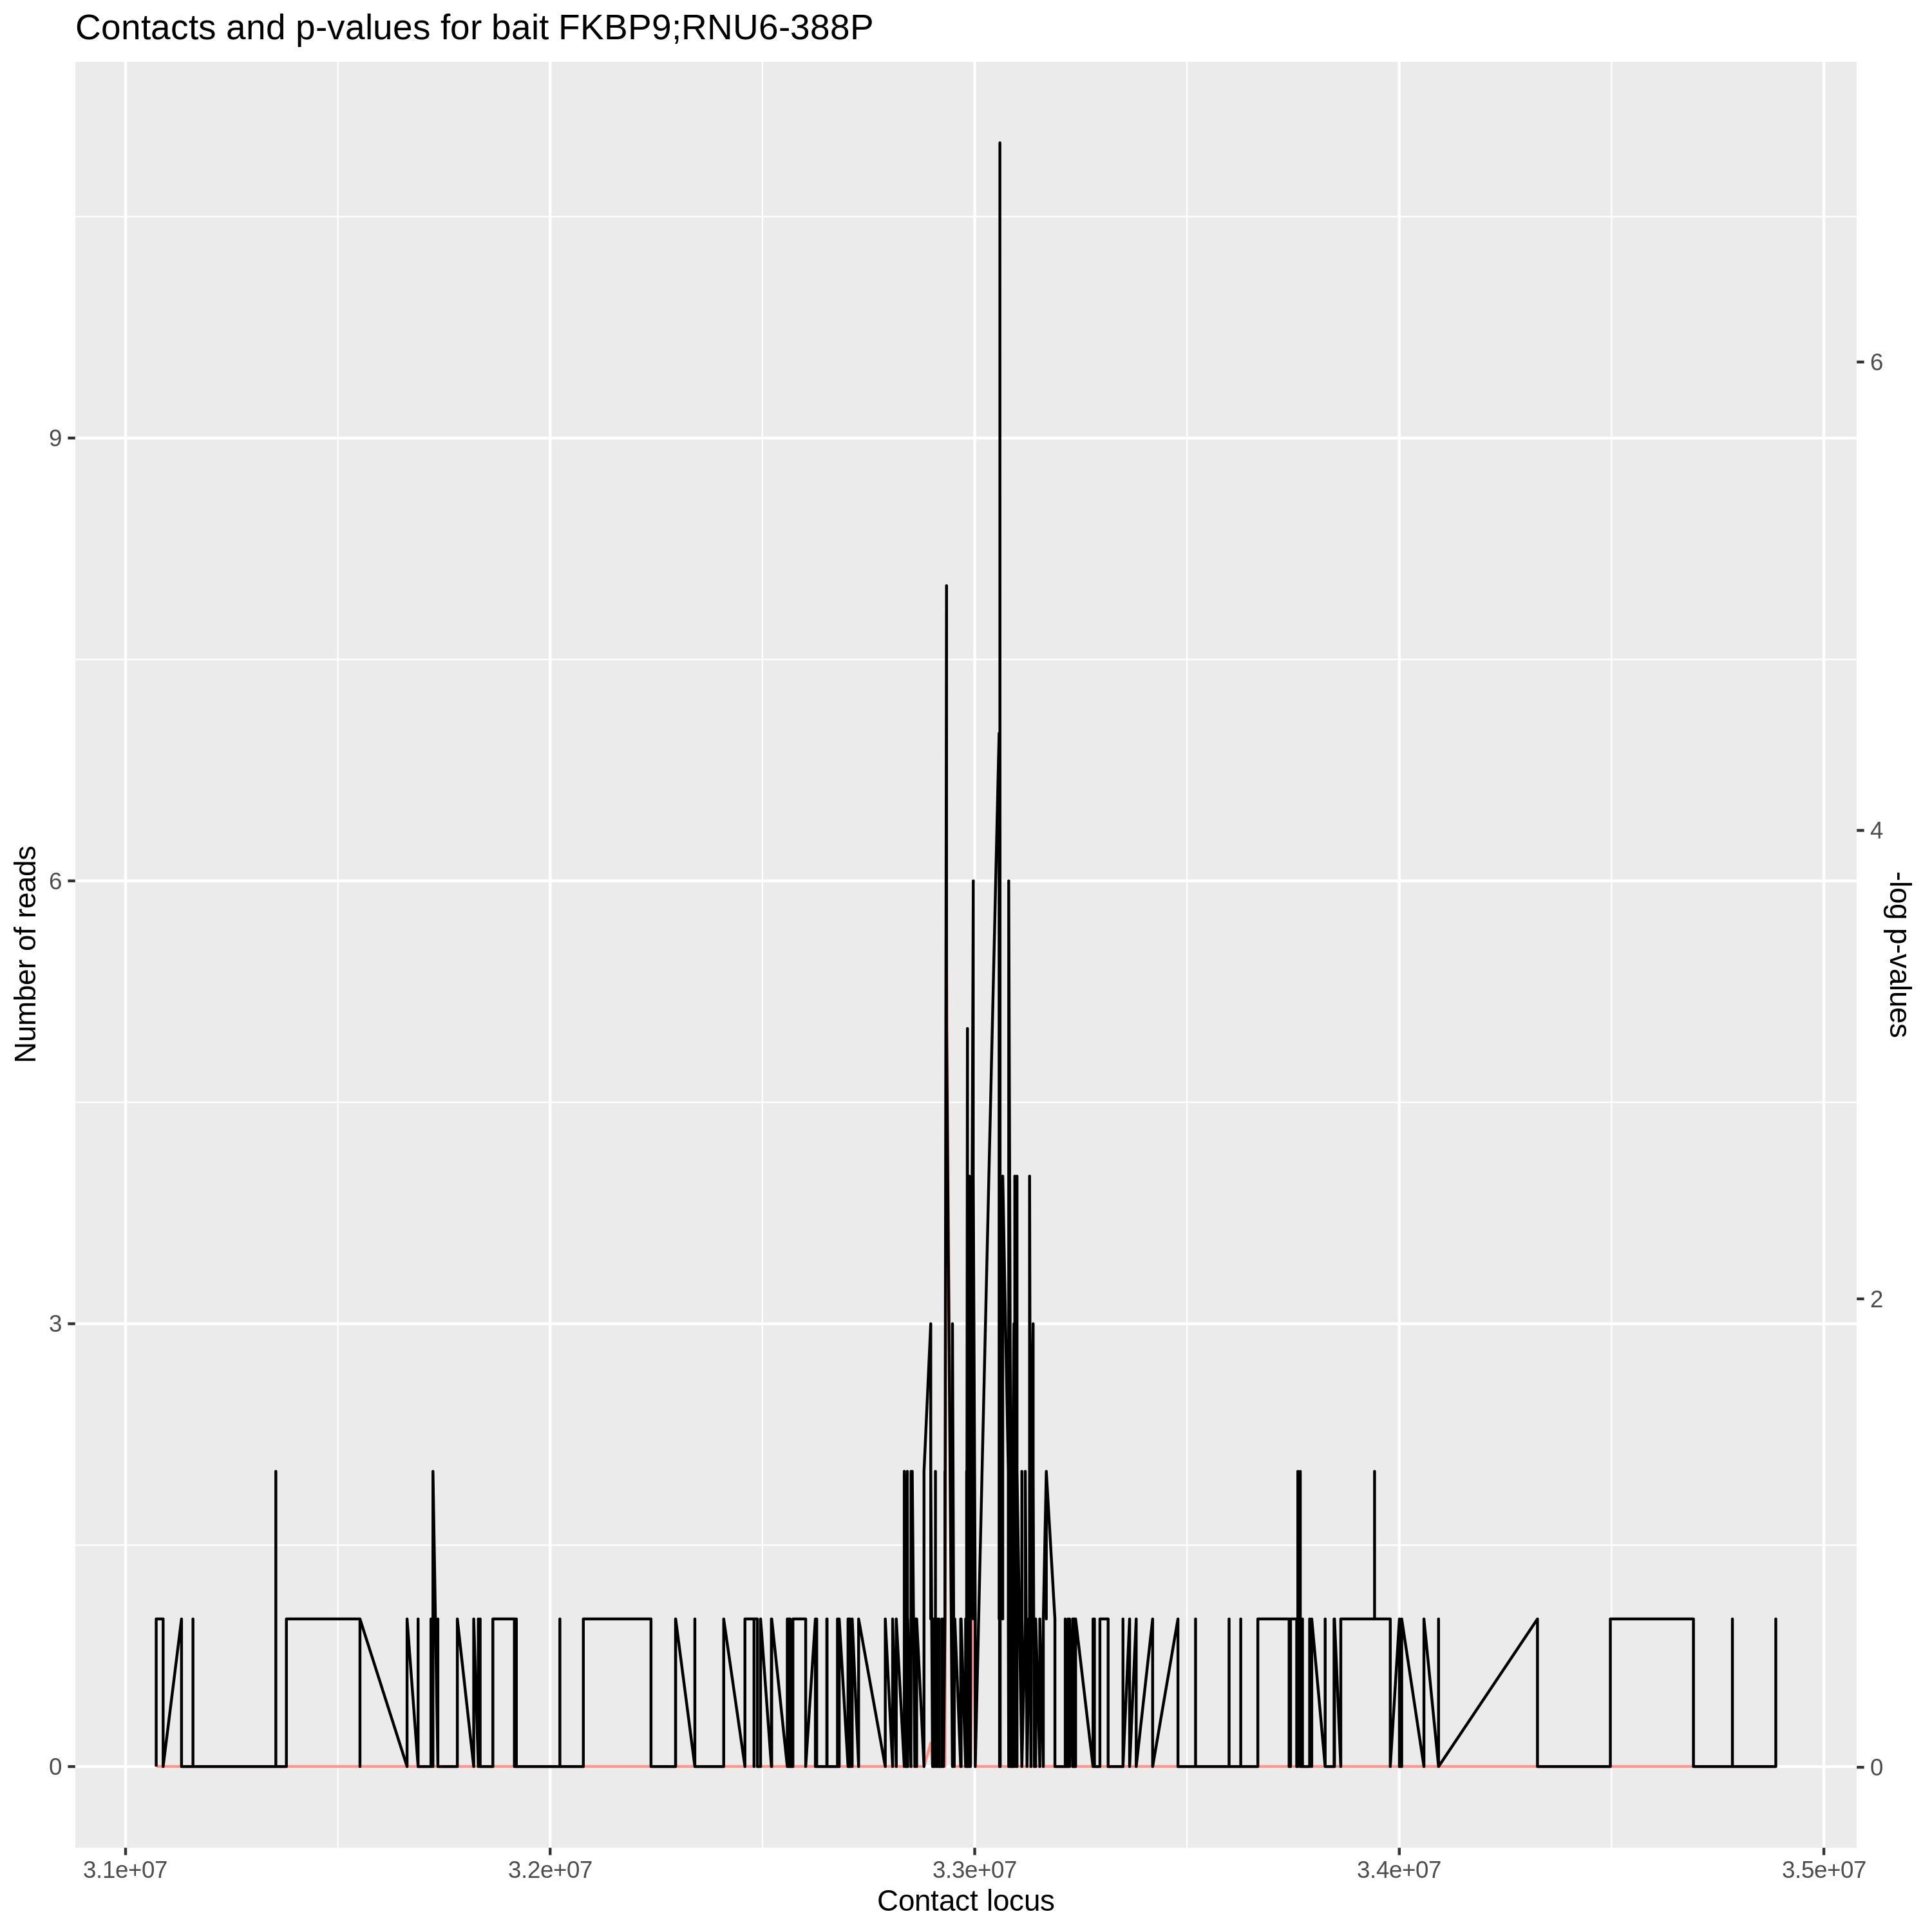 Contacts and p-values for bait FKBP9;RNU6-388P
Number of reads
9
6
3
0
6
4
2
0
-log p-values
3.1e+07
3.2e+07
3.3e+07
3.4e+07
3.5e+07
Contact locus